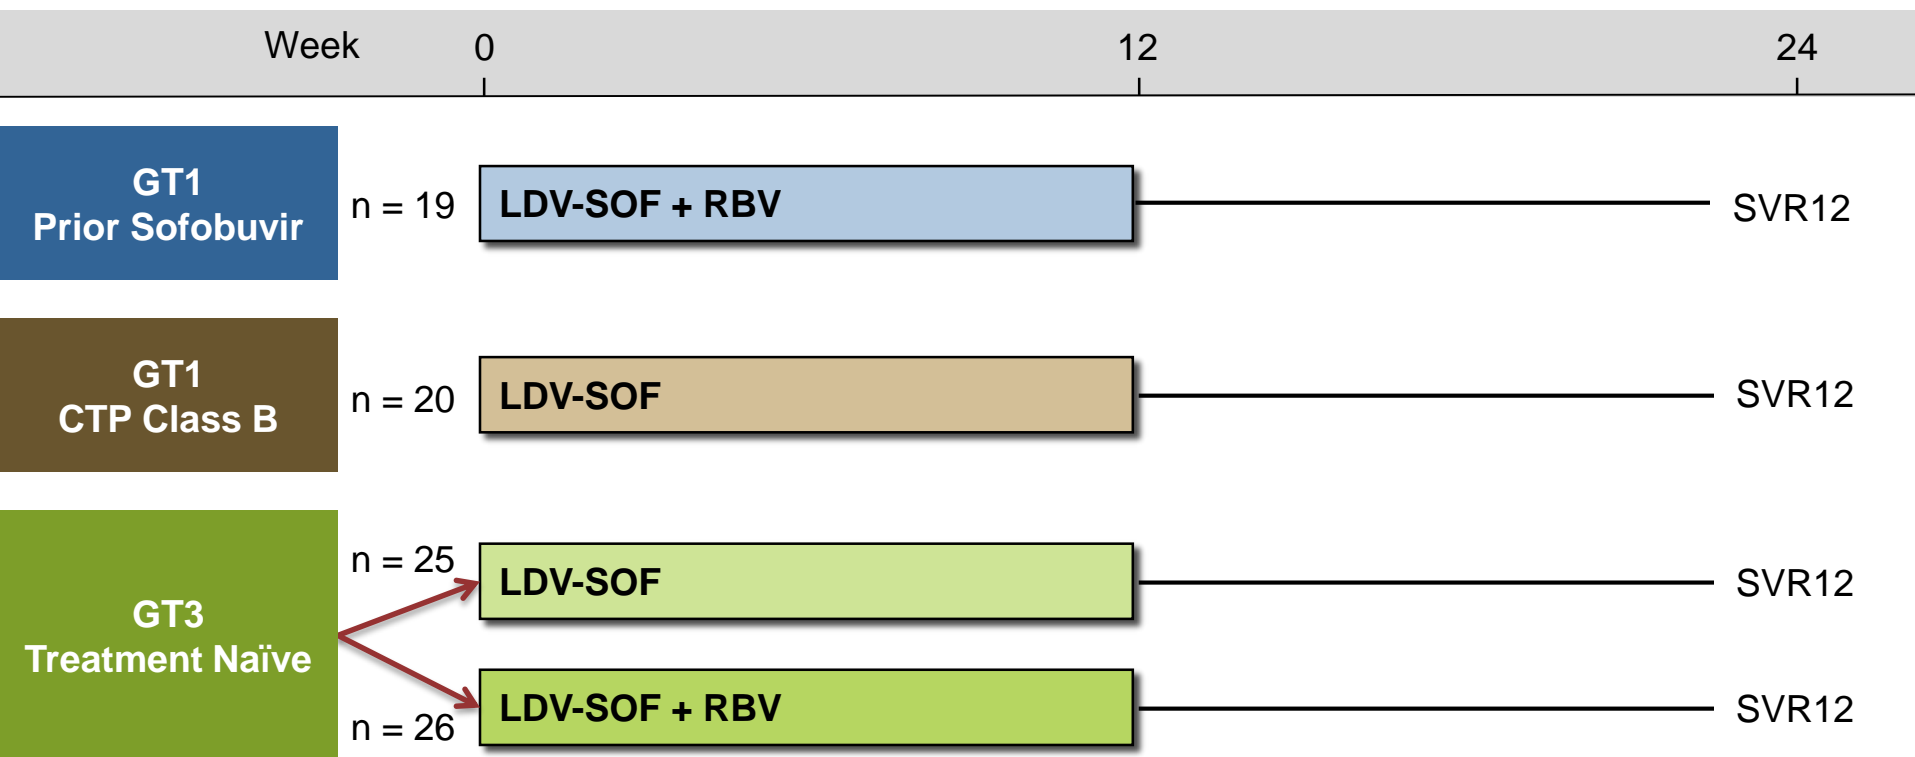 Week 0 12 24
GT1
Prior Sofobuvir
n = 19
LDV-SOF + RBV
SVR12
GT1
CTP Class B
n = 20
LDV-SOF
SVR12
GT3
Treatment Naïve
n = 25
LDV-SOF
SVR12
n = 26
LDV-SOF + RBV
SVR12